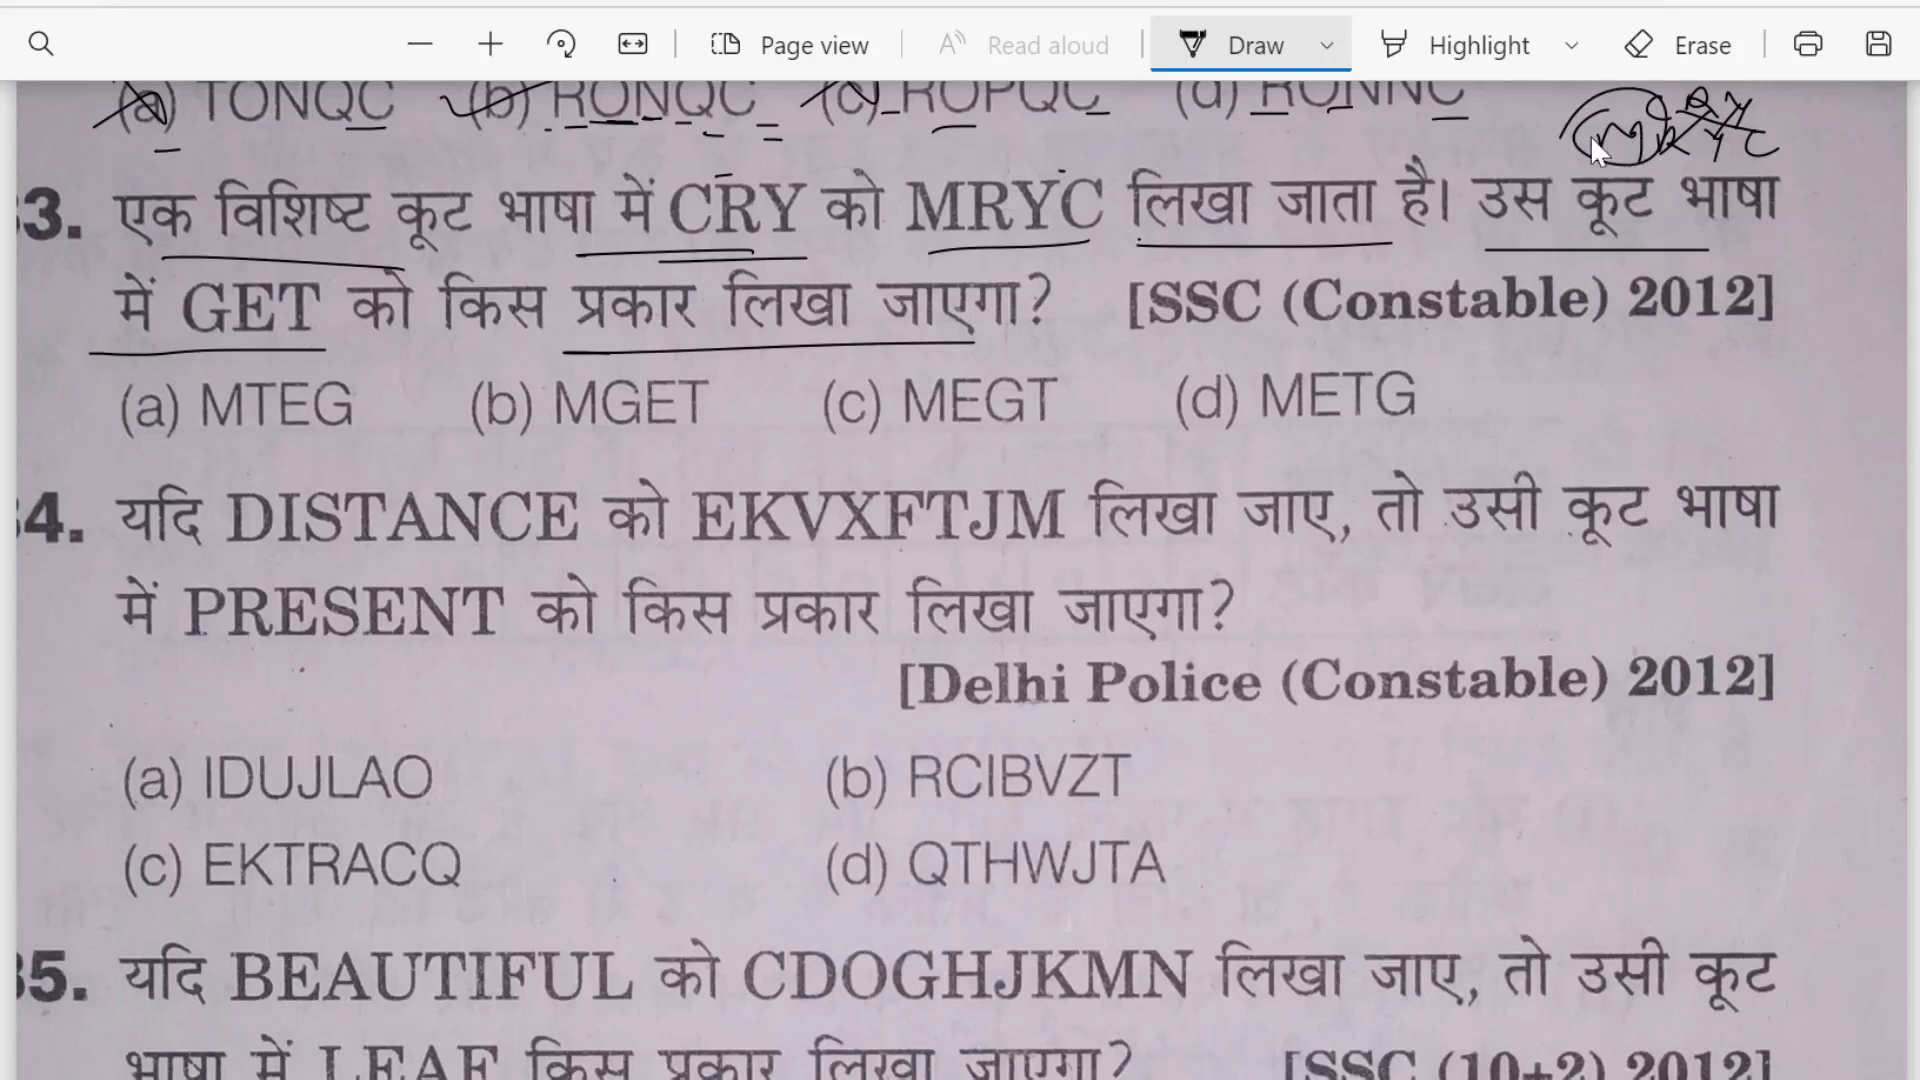 Page view Read aloud Draw Highlight Erase
(a) TONQC (b) RONQC (c) ROPQC (d) RONNC
3. एक विशिष्ट कूट भाषा में CRY को MRYC लिखा जाता है। उस कूट भाषा
में GET को किस प्रकार लिखा जाएगा? [SSC (Constable) 2012]
(a) MTEG (b) MGET (c) MEGT (d) METG
34. यदि DISTANCE को EKVXFTJM लिखा जाए, तो उसी कूट भाषा
में PRESENT को किस प्रकार लिखा जाएगा?
[Delhi Police (Constable) 2012]
(a) IDUJLAO (b) RCIBVZT
(c) EKTRACQ (d) QTHWJTA
35. यदि BEAUTIFUL को CDOGHJKMN लिखा जाए, तो उसी कूट
भाषा में LEAF किस प्रकार लिखा जाएगा? [SSC (10+2) 2012]